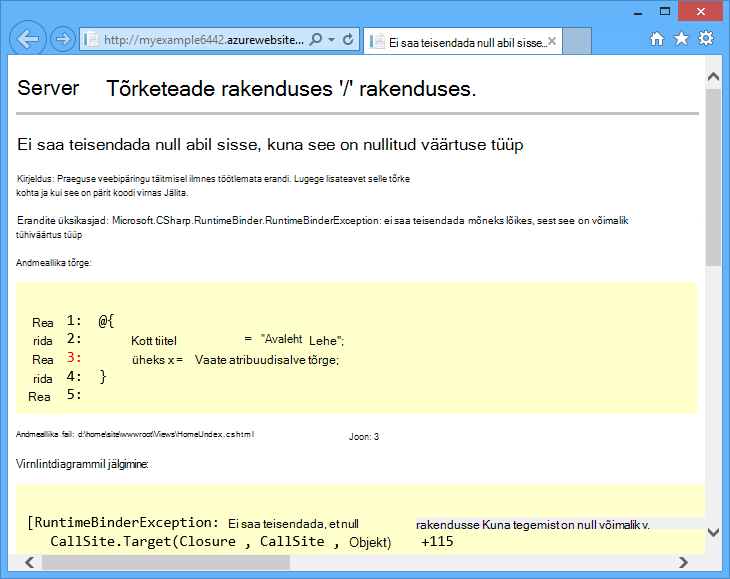 http://myexample6442.azurewebsite...
Ei saa teisendada null abil sisse,...
Server Tõrketeade rakenduses '/' rakenduses.
Ei saa teisendada null abil sisse, kuna see on nullitud väärtuse tüüp
Kirjeldus: Praeguse veebipäringu täitmisel ilmnes töötlemata erandi. Lugege lisateavet selle tõrke
kohta ja kui see on pärit koodi virnas Jälita.
Erandite üksikasjad: Microsoft.CSharp.RuntimeBinder.RuntimeBinderException: ei saa teisendada mõneks lõikes, sest see on võimalik
tühiväärtus tüüp
Andmeallika tõrge:
Rea 1: @{
rida 2: Kott tiitel = "Avaleht Lehe";
Rea 3: üheks x = Vaate atribuudisalve tõrge;
rida 4: }
Rea 5:
Andmeallika fail: d:\home\site\wwwroot\Views\HomeUndex.cshtml Joon: 3
Virnlintdiagrammil jälgimine:
[RuntimeBinderException: Ei saa teisendada, et null rakendusse Kuna tegemist on null võimalik v.
CallSite.Target(Closure , CallSite , Objekt) +115